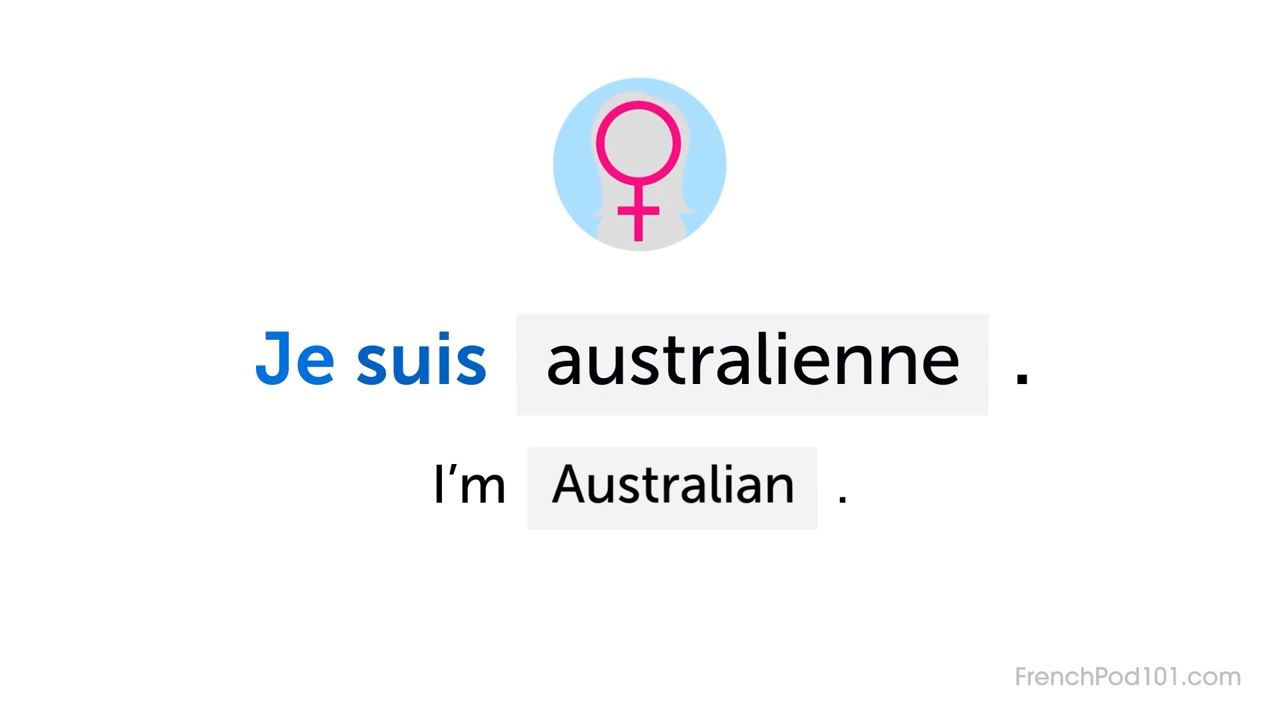 Je suis australienne .
I’m Australian .
FrenchPod101.com